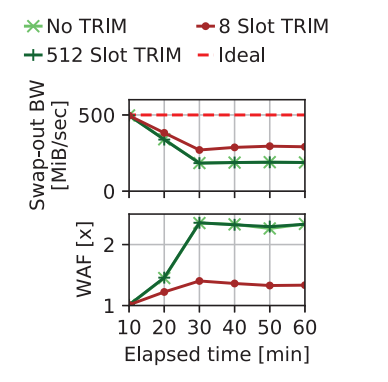 No TRIM
8 Slot TRIM
512 Slot TRIM
Ideal
Swap-out BW
[MiB/sec]
500
0
WAF [x]
2
1
10 20 30 40 50 60
Elapsed time [min]